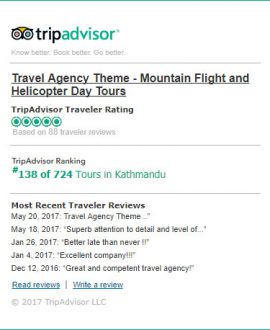 tripadvisor®
Know better. Book better. Go better.
Travel Agency Theme - Mountain Flight and
Helicopter Day Tours
TripAdvisor Traveler Rating
Based on 88 traveler reviews
TripAdvisor Ranking
#138 of 724 Tours in Kathmandu
Most Recent Traveler Reviews
May 20, 2017: Travel Agency Theme..."
May 18, 2017: "Superb attention to detail and level of..."
Jan 26, 2017: "Better late than never !!"
Jan 4, 2017: "Excellent company!!!"
Dec 12, 2016: "Great and competent travel agency!"
Read reviews | Write a review
© 2017 TripAdvisor LLC